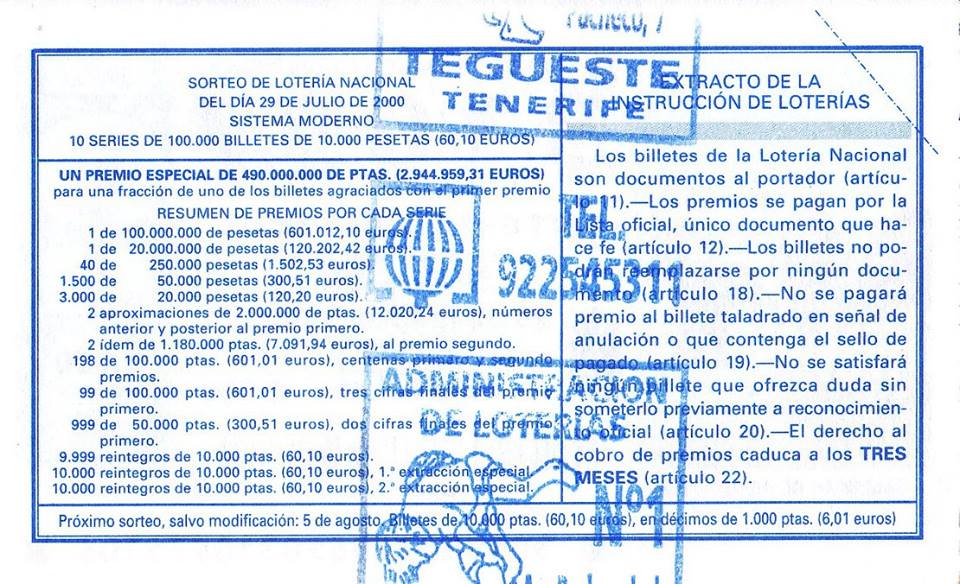 Pacheco, 7
TEGUESTE
TENERIFE
SORTEO DE LOTERÍA NACIONAL
DEL DÍA 29 DE JULIO DE 2000
SISTEMA MODERNO
10 SERIES DE 100.000 BILLETES DE 10.000 PESETAS (60,10 EUROS)
UN PREMIO ESPECIAL DE 490.000.000 DE PTAS. (2.944.959,31 EUROS)
para una fracción de uno de los billetes agraciados con el primer premio
RESUMEN DE PREMIOS POR CADA SERIE
1 de 100.000.000 de pesetas (601.012,10 euros).
1 de 20.000.000 de pesetas (120.202,42 euros).
40 de 250.000 pesetas (1.502,53 euros).
1.500 de 50.000 pesetas (300,51 euros).
3.000 de 20.000 pesetas (120,20 euros).
2 aproximaciones de 2.000.000 de ptas. (12.020,24 euros), números
anterior y posterior al premio primero.
2 ídem de 1.180.000 ptas. (7.091,94 euros), al premio segundo.
198 de 100.000 ptas. (601,01 euros), centenas primero y segundo
premios.
99 de 100.000 ptas. (601,01 euros), tres cifras finales del premio
primero.
999 de 50.000 ptas. (300,51 euros), dos cifras finales del premio
primero.
9.999 reintegros de 10.000 ptas. (60,10 euros).
10.000 reintegros de 10.000 ptas. (60,10 euros), 1.ª extracción especial.
10.000 reintegros de 10.000 ptas. (60,10 euros), 2.ª extracción especial.
EXTRACTO DE LA
INSTRUCCIÓN DE LOTERÍAS
Los billetes de la Lotería Nacional
son documentos al portador (artícu-
lo 11).—Los premios se pagan por la
Lista oficial, único documento que ha-
ce fe (artículo 12).—Los billetes no po-
drán reemplazarse por ningún docu-
mento (artículo 18).—No se pagará
premio al billete taladrado en señal de
anulación o que contenga el sello de
pagado (artículo 19).—No se satisfará
ningún billete que ofrezca duda sin
someterlo previamente a reconocimien-
to oficial (artículo 20).—El derecho al
cobro de premios caduca a los TRES
MESES (artículo 22).
TEL.
922545311
ADMINISTRACION
DE LOTERIAS
Nº1
Próximo sorteo, salvo modificación: 5 de agosto. Billetes de 10.000 ptas. (60,10 euros), en décimos de 1.000 ptas. (6,01 euros)